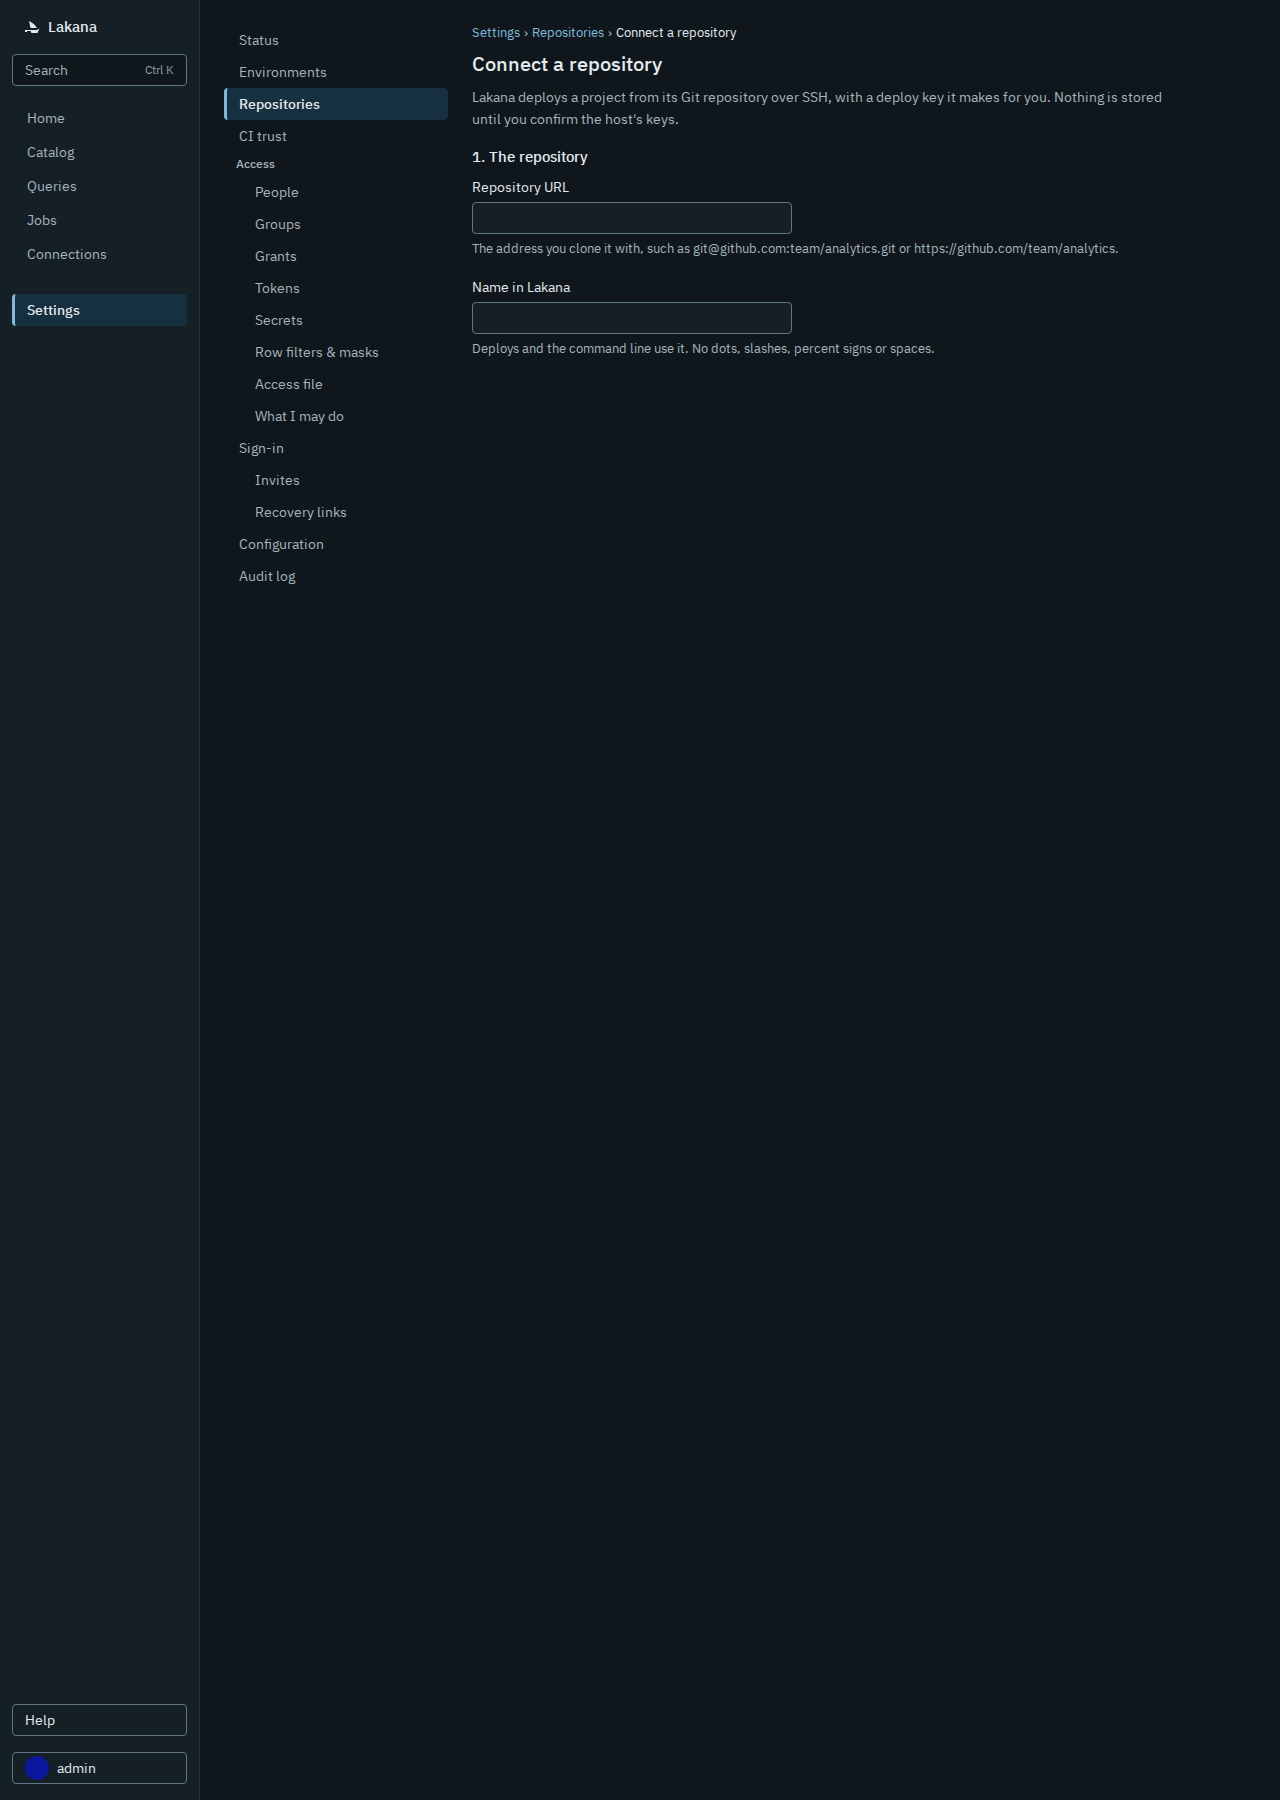 Lakana
Search Ctrl K
Home
Catalog
Queries
Jobs
Connections
Settings
Help
admin
Status
Environments
Repositories
CI trust
Access
People
Groups
Grants
Tokens
Secrets
Row filters & masks
Access file
What I may do
Sign-in
Invites
Recovery links
Configuration
Audit log
Settings › Repositories › Connect a repository
Connect a repository
Lakana deploys a project from its Git repository over SSH, with a deploy key it makes for you. Nothing is stored
until you confirm the host's keys.
1. The repository
Repository URL
The address you clone it with, such as git@github.com:team/analytics.git or https://github.com/team/analytics.
Name in Lakana
Deploys and the command line use it. No dots, slashes, percent signs or spaces.